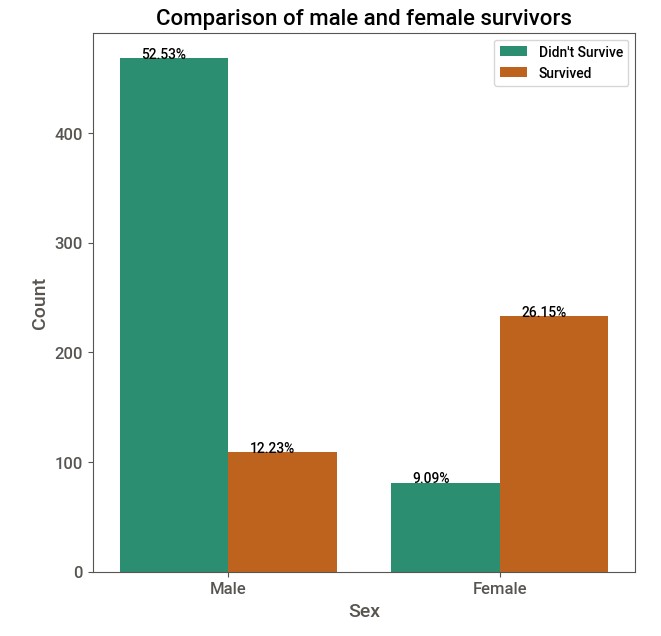 Comparison of male and female survivors
52.53%
Didn't Survive
Survived
400
300
26.15%
Count
200
12.23%
100
9.09%
0
Male
Female
Sex